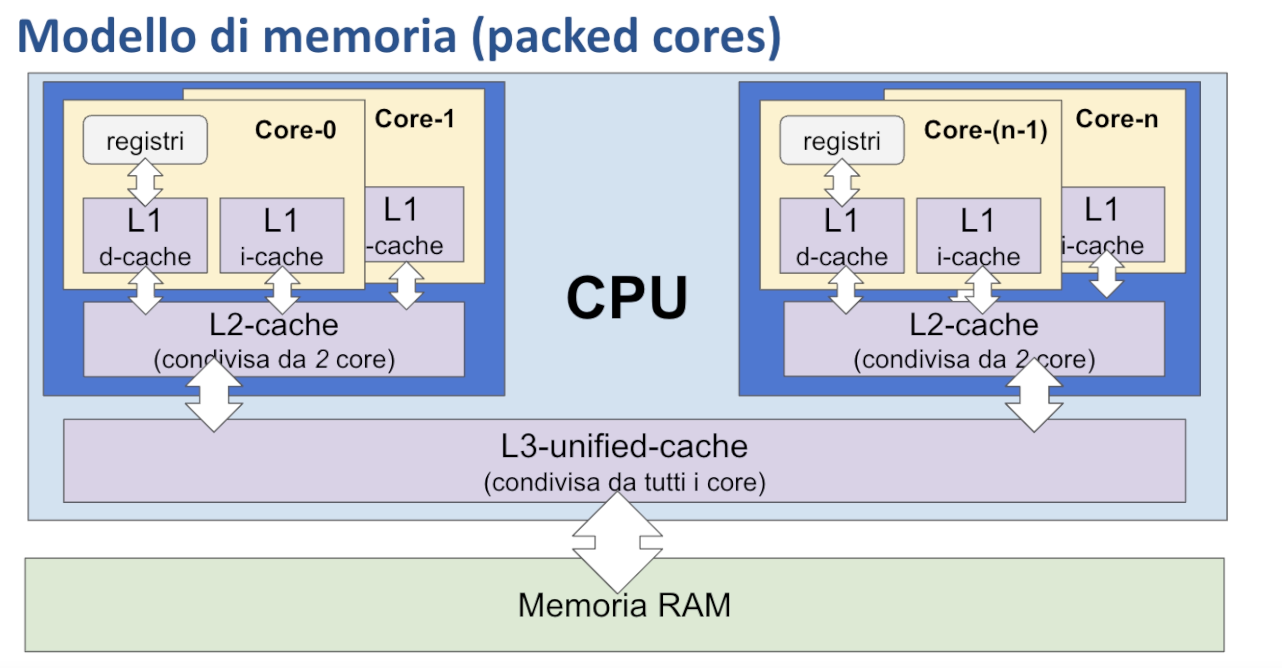 Modello di memoria (packed cores)
registri
Core-0
Core-1
L1
d-cache
L1
i-cache
L1
-cache
L2-cache
(condivisa da 2 core)
CPU
registri
Core-(n-1)
Core-n
L1
d-cache
L1
i-cache
L1
i-cache
L2-cache
(condivisa da 2 core)
L3-unified-cache
(condivisa da tutti i core)
Memoria RAM